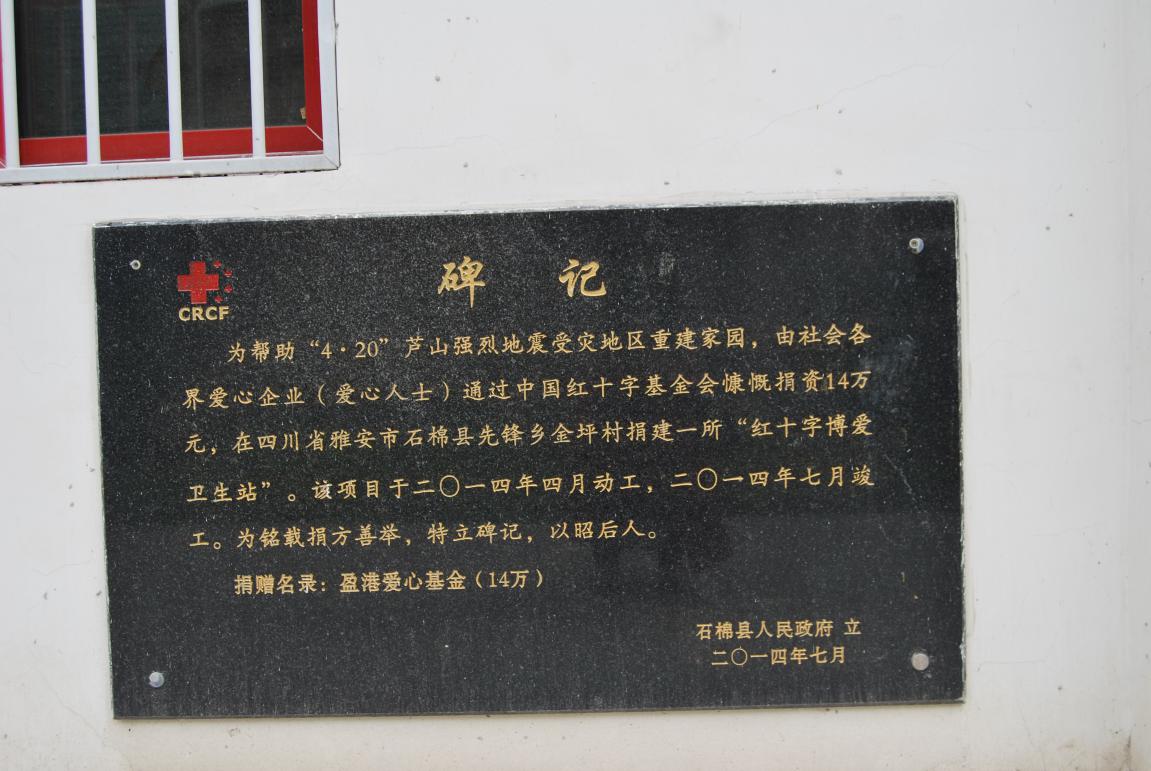 CRCF
碑 记
为帮助“4·20”芦山强烈地震受灾地区重建家园，由社会各
界爱心企业（爱心人士）通过中国红十字基金会慷慨捐资14万
元，在四川省雅安市石棉县先锋乡金坪村捐建一所“红十字博爱
卫生站”。该项目于二〇一四年四月动工，二〇一四年七月竣
工。为铭载捐方善举，特立碑记，以昭后人。
捐赠名录：盈港爱心基金（14万）
石棉县人民政府 立
二〇一四年七月